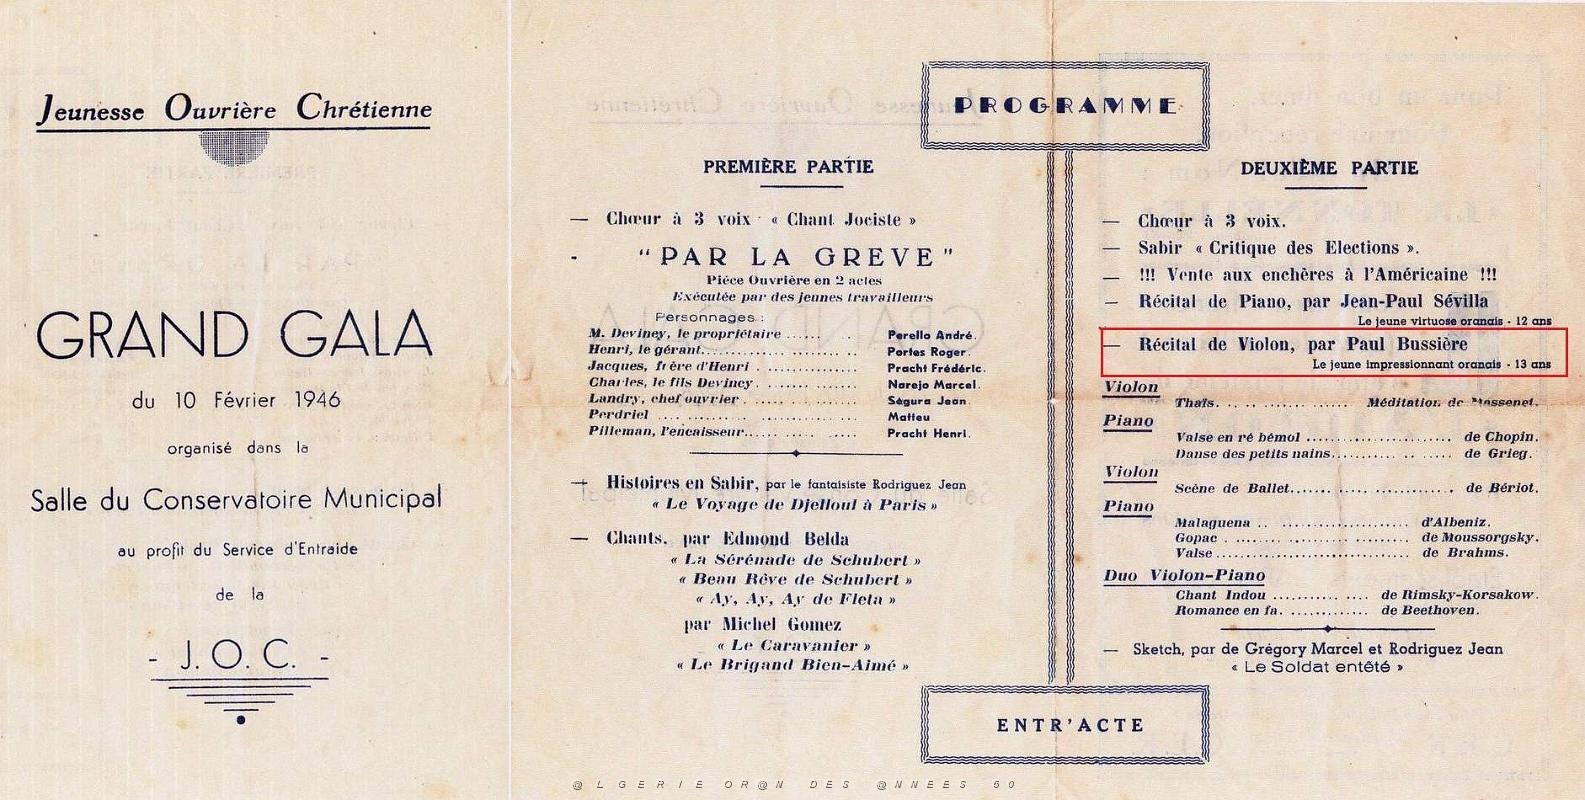 Jeunesse Ouvrière Chrétienne
GRAND GALA
du 10 Février 1946
organisé dans la
Salle du Conservatoire Municipal
au profit du Service d'Entraide
de la
- J. O. C. -
PROGRAMME
PREMIÈRE PARTIE
— Chœur à 3 voix « Chant Jociste »
- "PAR LA GREVE"
Piéce Ouvrière en 2 actes
Exécutée par des jeunes travailleurs
Personnages :
M. Deviney, le propriétaire ...... . Perello André.
Henri, le gérant.................. Portes Roger.
Jacques, frère d'Henri ............ Pracht Frédéric.
Charles, le fils Deviney ............ Narejo Marcel.
Landry, chef ouvrier ............ Ségura Jean.
Perdriel .................. Matteu
Pilleman, l'encaisseur............ Pracht Henri.
— Histoires en Sabir, par le fantaisiste Rodriguez Jean
« Le Voyage de Djelloul à Paris »
— Chants, par Edmond Belda
« La Sérénade de Schubert »
« Beau Rêve de Schubert »
« Ay, Ay, Ay de Fleta »
par Michel Gomez
« Le Caravanier »
« Le Brigand Bien-Aimé »
DEUXIÈME PARTIE
— Chœur à 3 voix.
— Sabir « Critique des Elections ».
— !!! Vente aux enchères à l'Américaine !!!
— Récital de Piano, par Jean-Paul Sévilla
Le jeune virtuose oranais - 12 ans
— Récital de Violon, par Paul Bussière
Le jeune impressionnant oranais - 13 ans
Violon
Thaïs. ............... Méditation de Massenet.
Piano
Valse en ré bémol ..................... de Chopin.
Danse des petits nains.................. de Grieg.
Violon
Scène de Ballet........................ de Bériot.
Piano
Malaguena .. ..................... d'Albeniz.
Gopac ........................ de Moussorgsky.
Valse........................... de Brahms.
Duo Violon-Piano
Chant Indou ............... de Rimsky-Korsakow.
Romance en fa. ............ de Beethoven.
— Sketch, par de Grégory Marcel et Rodriguez Jean
« Le Soldat entêté »
ENTR'ACTE
@ L G E R I E O R @ N D E S @ N N E E S 5 0